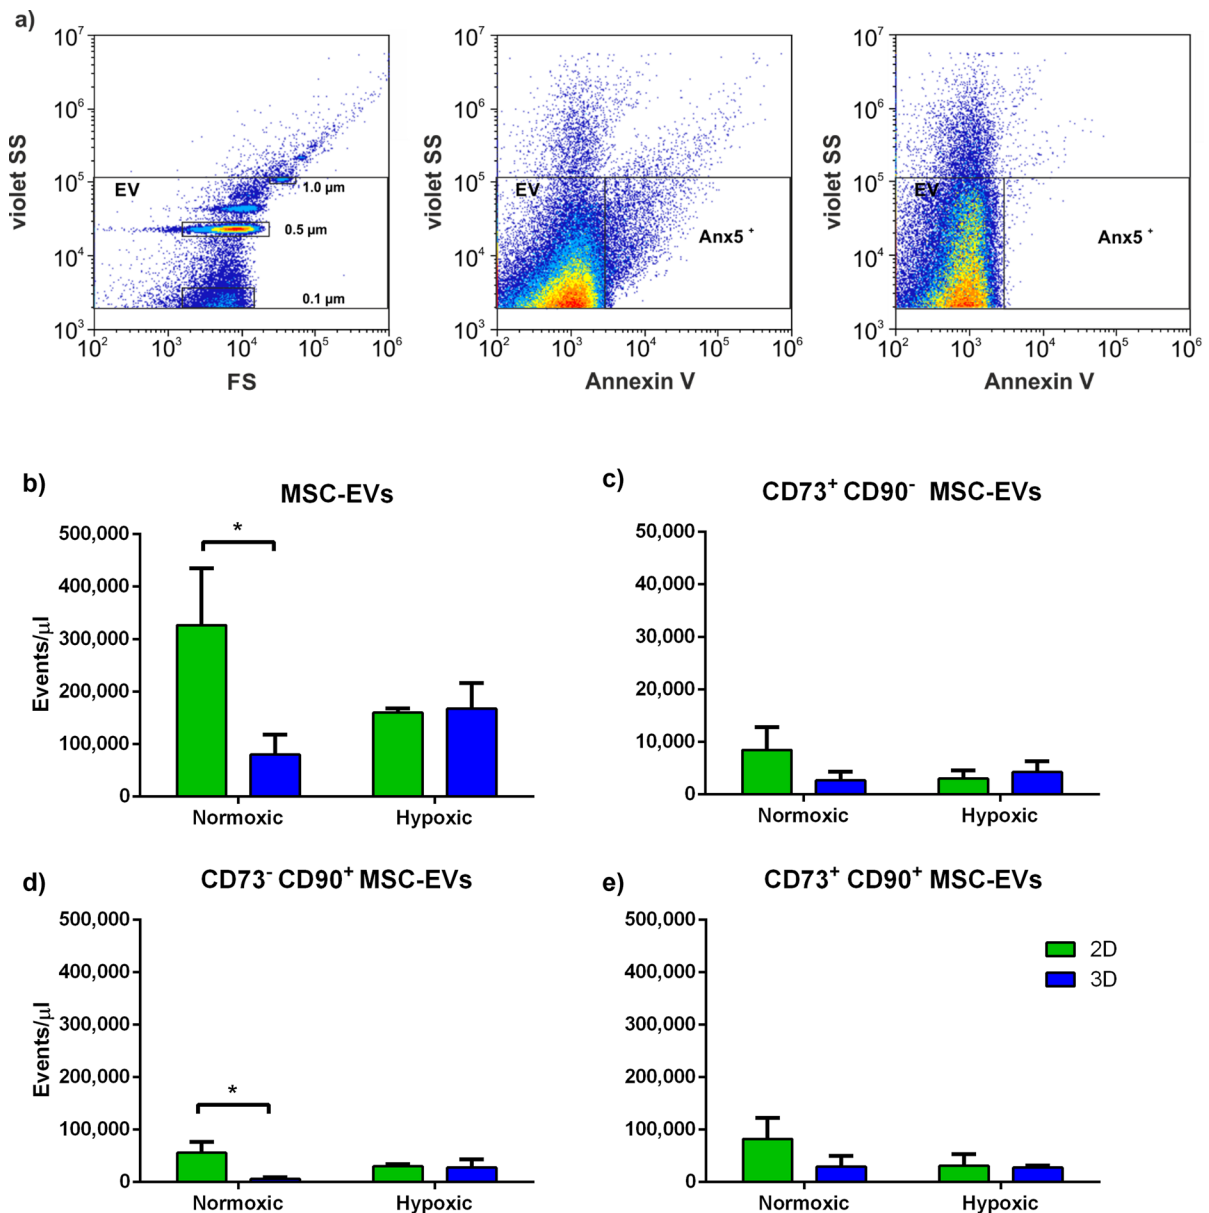 a)
10⁷
10⁶
10⁵
10⁴
10³
violet SS
EV
1.0 µm
0.5 µm
0.1 µm
10² 10³ 10⁴ 10⁵ 10⁶
FS
10⁷
10⁶
10⁵
10⁴
10³
violet SS
EV
Anx5 ⁺
10² 10³ 10⁴ 10⁵ 10⁶
Annexin V
10⁷
10⁶
10⁵
10⁴
10³
violet SS
EV
Anx5 ⁺
10² 10³ 10⁴ 10⁵ 10⁶
Annexin V
b)
MSC-EVs
500,000
400,000
300,000
200,000
100,000
0
Events/µl
*
Normoxic Hypoxic
c)
CD73⁺ CD90⁻ MSC-EVs
50,000
40,000
30,000
20,000
10,000
0
Normoxic Hypoxic
d)
CD73⁻ CD90⁺ MSC-EVs
500,000
400,000
300,000
200,000
100,000
0
Events/µl
*
Normoxic Hypoxic
e)
CD73⁺ CD90⁺ MSC-EVs
500,000
400,000
300,000
200,000
100,000
0
2D
3D
Normoxic Hypoxic